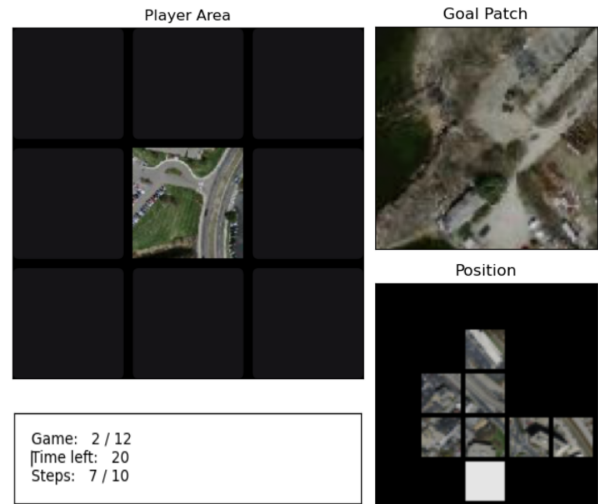 Player Area
Goal Patch
Position
Game: 2 / 12
Time left: 20
Steps: 7 / 10